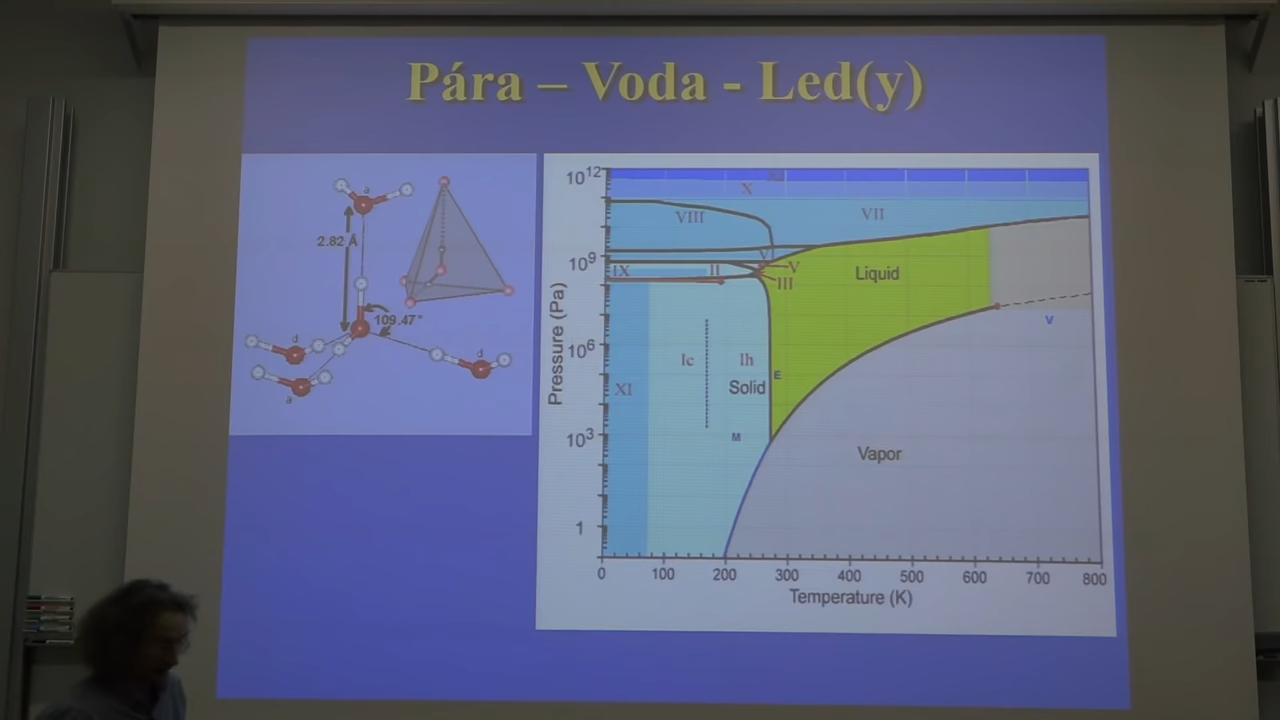 Pára – Voda - Led(y)
a
2.82 Å
109.47°
d
d
a
Pressure (Pa)
10¹²
10⁹
10⁶
10³
1
X
VIII
VII
VI
IX
II
V
III
Liquid
Ic
Ih
Solid
XI
E
M
V
Vapor
0 100 200 300 400 500 600 700 800
Temperature (K)